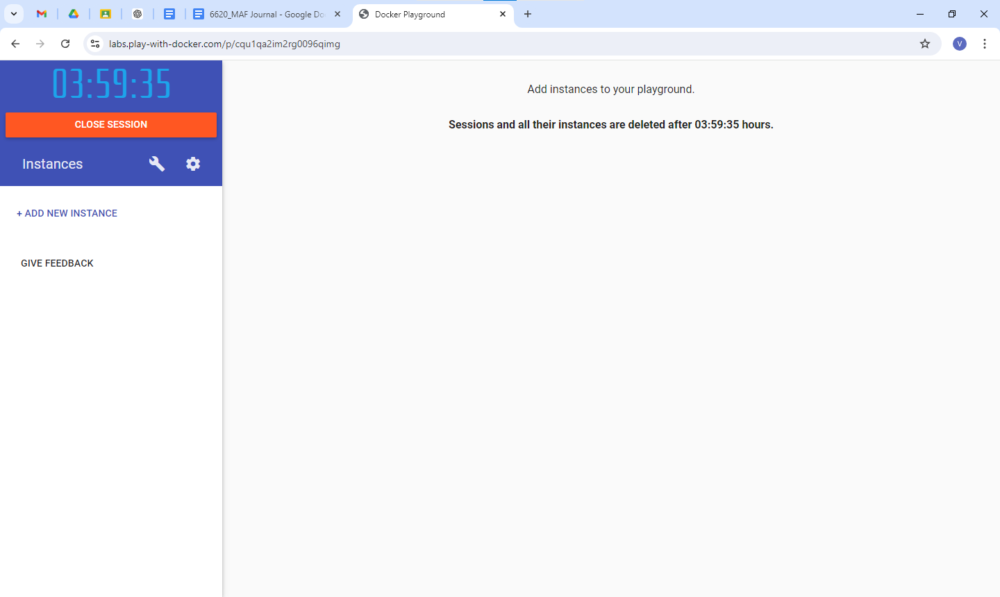 6620_MAF Journal - Google Do
Docker Playground
labs.play-with-docker.com/p/cqu1qa2im2rg0096qimg
V
03:59:35
CLOSE SESSION
Instances
+ ADD NEW INSTANCE
GIVE FEEDBACK
Add instances to your playground.
Sessions and all their instances are deleted after 03:59:35 hours.